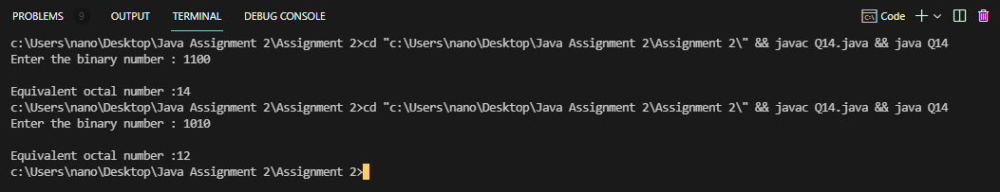 PROBLEMS 9 OUTPUT TERMINAL DEBUG CONSOLE Code
c:\Users\nano\Desktop\Java Assignment 2\Assignment 2>cd "c:\Users\nano\Desktop\Java Assignment 2\Assignment 2\" && javac Q14.java && java Q14
Enter the binary number : 1100
Equivalent octal number :14
c:\Users\nano\Desktop\Java Assignment 2\Assignment 2>cd "c:\Users\nano\Desktop\Java Assignment 2\Assignment 2\" && javac Q14.java && java Q14
Enter the binary number : 1010
Equivalent octal number :12
c:\Users\nano\Desktop\Java Assignment 2\Assignment 2>